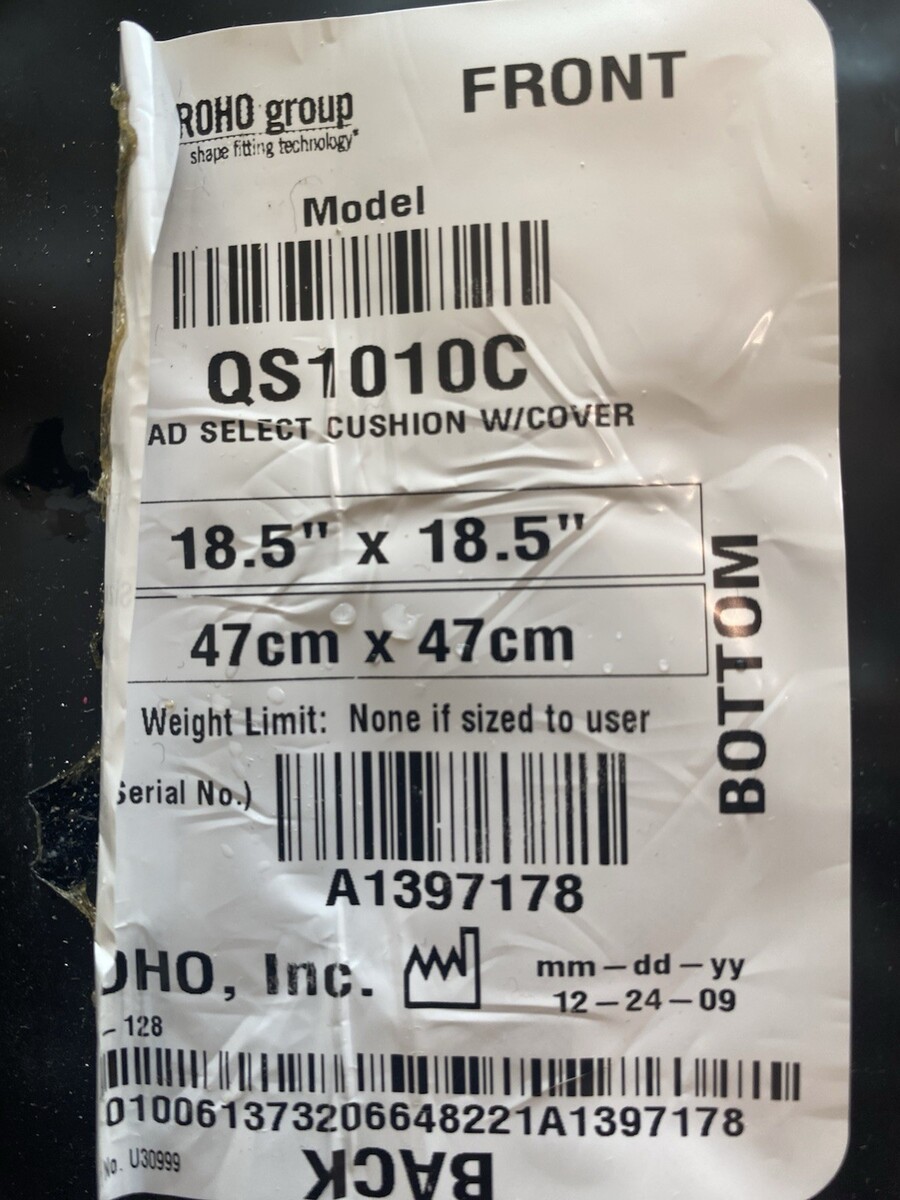 ROHO group
FRONT
shape fitting technology
Model
QS1010C
AD SELECT CUSHION W/COVER
18.5" x 18.5"
47cm x 47cm
BOTTOM
Weight Limit: None if sized to user
Serial No.)
A1397178
OHO, Inc.
mm-dd-yy
12-24-09
- 128
010061373206648221A1397178
No. U30999
BACK